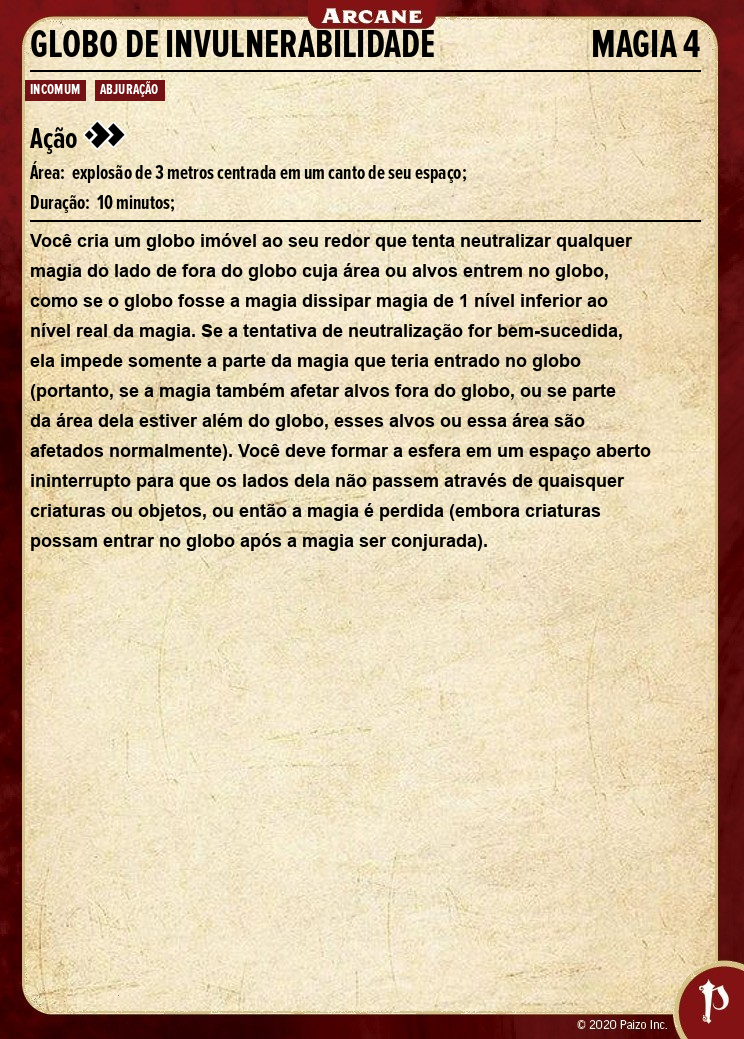 ARCANE
GLOBO DE INVULNERABILIDADE MAGIA 4
INCOMUM ABJURAÇÃO
Ação
Área: explosão de 3 metros centrada em um canto de seu espaço;
Duração: 10 minutos;
Você cria um globo imóvel ao seu redor que tenta neutralizar qualquer
magia do lado de fora do globo cuja área ou alvos entrem no globo,
como se o globo fosse a magia dissipar magia de 1 nível inferior ao
nível real da magia. Se a tentativa de neutralização for bem-sucedida,
ela impede somente a parte da magia que teria entrado no globo
(portanto, se a magia também afetar alvos fora do globo, ou se parte
da área dela estiver além do globo, esses alvos ou essa área são
afetados normalmente). Você deve formar a esfera em um espaço aberto
ininterrupto para que os lados dela não passem através de quaisquer
criaturas ou objetos, ou então a magia é perdida (embora criaturas
possam entrar no globo após a magia ser conjurada).
© 2020 Paizo Inc.
P